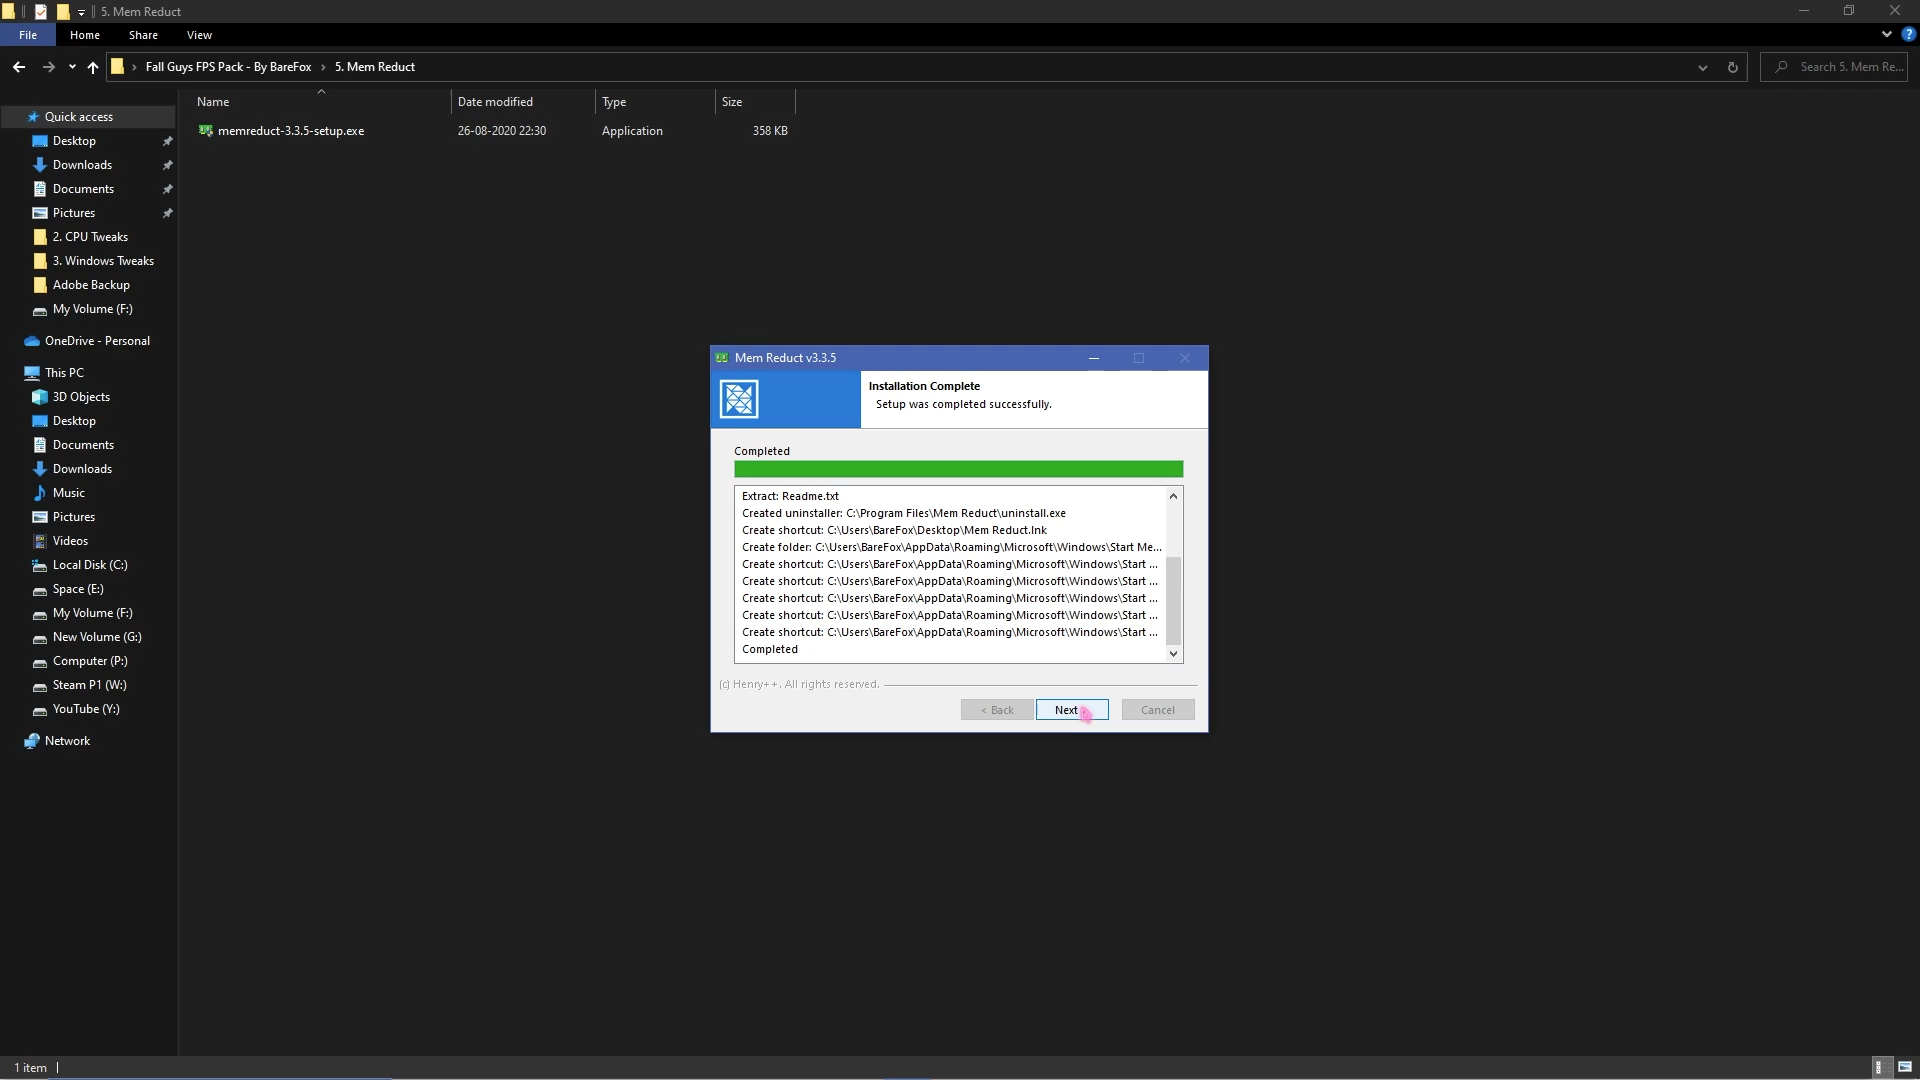 5. Mem Reduct
File Home Share View
Fall Guys FPS Pack - By BareFox > 5. Mem Reduct
Search 5. Mem Re...
Name Date modified Type Size
memreduct-3.3.5-setup.exe 26-08-2020 22:30 Application 358 KB
Quick access
Desktop
Downloads
Documents
Pictures
2. CPU Tweaks
3. Windows Tweaks
Adobe Backup
My Volume (F:)
OneDrive - Personal
This PC
3D Objects
Desktop
Documents
Downloads
Music
Pictures
Videos
Local Disk (C:)
Space (E:)
My Volume (F:)
New Volume (G:)
Computer (P:)
Steam P1 (W:)
YouTube (Y:)
Network
Mem Reduct v3.3.5
Installation Complete
Setup was completed successfully.
Completed
Extract: Readme.txt
Created uninstaller: C:\Program Files\Mem Reduct\uninstall.exe
Create shortcut: C:\Users\BareFox\Desktop\Mem Reduct.lnk
Create folder: C:\Users\BareFox\AppData\Roaming\Microsoft\Windows\Start Me...
Create shortcut: C:\Users\BareFox\AppData\Roaming\Microsoft\Windows\Start ...
Create shortcut: C:\Users\BareFox\AppData\Roaming\Microsoft\Windows\Start ...
Create shortcut: C:\Users\BareFox\AppData\Roaming\Microsoft\Windows\Start ...
Create shortcut: C:\Users\BareFox\AppData\Roaming\Microsoft\Windows\Start ...
Create shortcut: C:\Users\BareFox\AppData\Roaming\Microsoft\Windows\Start ...
Completed
(c) Henry++. All rights reserved.
< Back Next Cancel
1 item